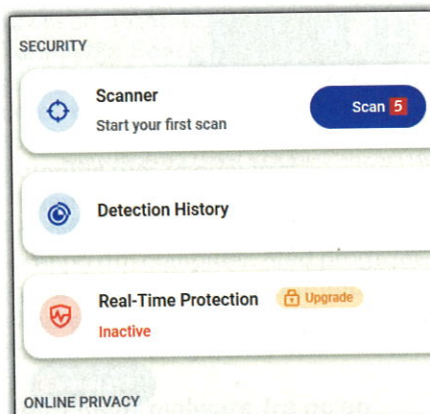 SECURITY
Scanner
Start your first scan
Scan 5
Detection History
Real-Time Protection Upgrade
Inactive
ONLINE PRIVACY